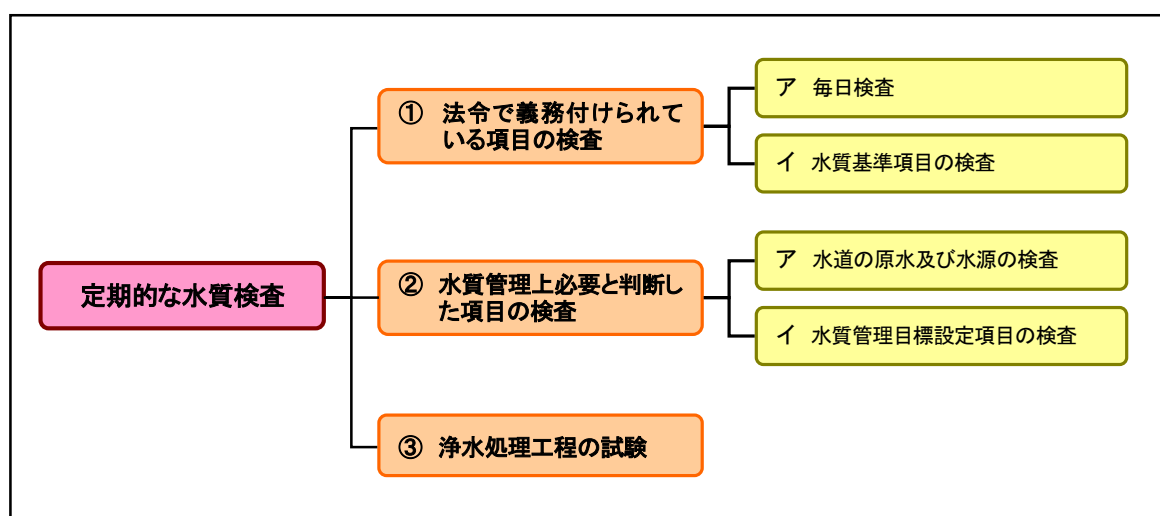 定期的な水質検査
① 法令で義務付けられて
いる項目の検査
ア 毎日検査
イ 水質基準項目の検査
② 水質管理上必要と判断し
た項目の検査
ア 水道の原水及び水源の検査
イ 水質管理目標設定項目の検査
③ 浄水処理工程の試験